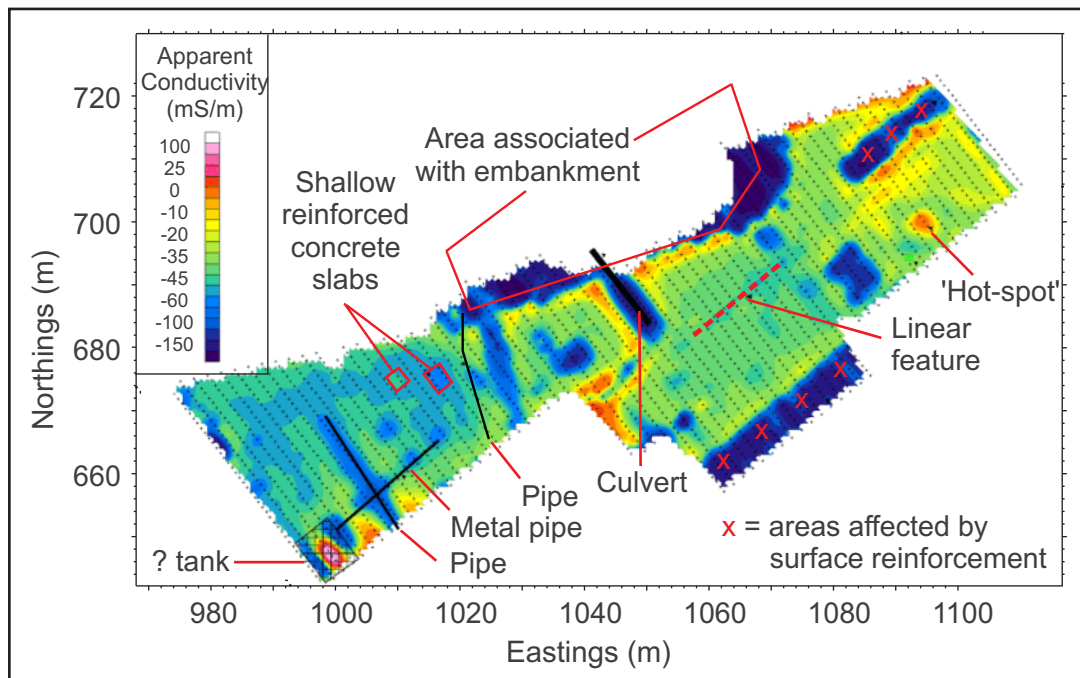 Apparent
Conductivity
(mS/m)
100
25
0
-10
-20
-35
-45
-60
-100
-150
Northings (m)
720
700
680
660
980
1000
1020
1040
1060
1080
1100
Eastings (m)
Area associated
with embankment
Shallow
reinforced
concrete
slabs
'Hot-spot'
Linear
feature
x
x
x
x
x
x
x
Culvert
Pipe
Metal pipe
Pipe
? tank
x = areas affected by
surface reinforcement